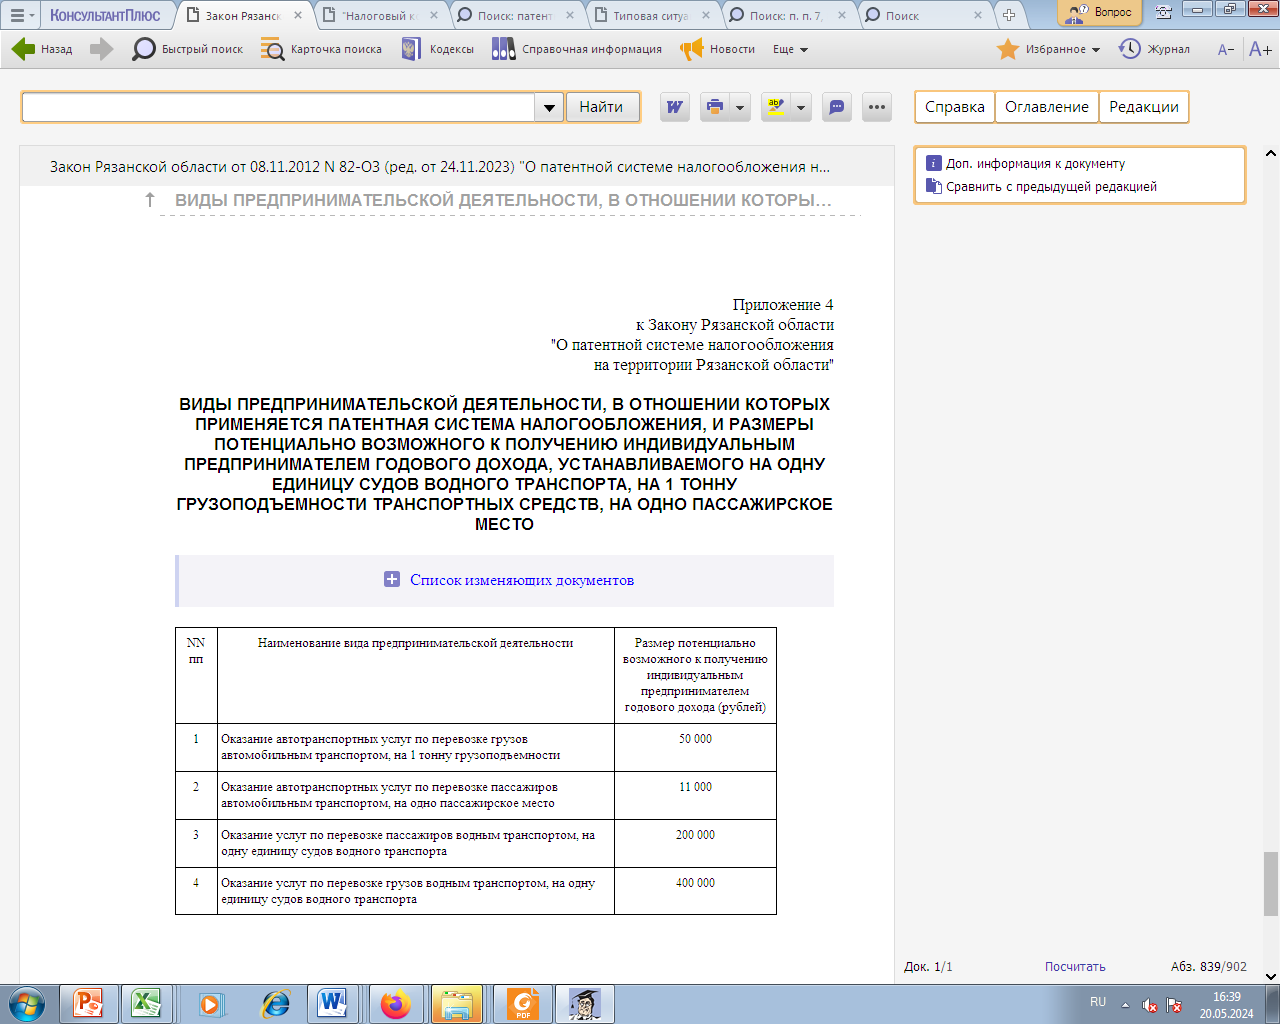 КонсультантПлюс
Закон Рязанск
"Налоговый к
Поиск: патент
Типовая ситуа
Поиск: п. п. 7,
Поиск
Вопрос
Назад
Быстрый поиск
Карточка поиска
Кодексы
Справочная информация
Новости
Еще
Избранное
Журнал
A− A+
Найти
Справка
Оглавление
Редакции
Закон Рязанской области от 08.11.2012 N 82-ОЗ (ред. от 24.11.2023) "О патентной системе налогообложения н...
Доп. информация к документу
Сравнить с предыдущей редакцией
ВИДЫ ПРЕДПРИНИМАТЕЛЬСКОЙ ДЕЯТЕЛЬНОСТИ, В ОТНОШЕНИИ КОТОРЫ...
Приложение 4
к Закону Рязанской области
"О патентной системе налогообложения
на территории Рязанской области"
ВИДЫ ПРЕДПРИНИМАТЕЛЬСКОЙ ДЕЯТЕЛЬНОСТИ, В ОТНОШЕНИИ КОТОРЫХ
ПРИМЕНЯЕТСЯ ПАТЕНТНАЯ СИСТЕМА НАЛОГООБЛОЖЕНИЯ, И РАЗМЕРЫ
ПОТЕНЦИАЛЬНО ВОЗМОЖНОГО К ПОЛУЧЕНИЮ ИНДИВИДУАЛЬНЫМ
ПРЕДПРИНИМАТЕЛЕМ ГОДОВОГО ДОХОДА, УСТАНАВЛИВАЕМОГО НА ОДНУ
ЕДИНИЦУ СУДОВ ВОДНОГО ТРАНСПОРТА, НА 1 ТОННУ
ГРУЗОПОДЪЕМНОСТИ ТРАНСПОРТНЫХ СРЕДСТВ, НА ОДНО ПАССАЖИРСКОЕ
МЕСТО
Список изменяющих документов
NN
пп
Наименование вида предпринимательской деятельности
Размер потенциально
возможного к получению
индивидуальным
предпринимателем
годового дохода (рублей)
1
Оказание автотранспортных услуг по перевозке грузов
автомобильным транспортом, на 1 тонну грузоподъемности
50 000
2
Оказание автотранспортных услуг по перевозке пассажиров
автомобильным транспортом, на одно пассажирское место
11 000
3
Оказание услуг по перевозке пассажиров водным транспортом, на
одну единицу судов водного транспорта
200 000
4
Оказание услуг по перевозке грузов водным транспортом, на одну
единицу судов водного транспорта
400 000
Док. 1/1
Посчитать
Абз. 839/902
PDF
RU
16:39
20.05.2024